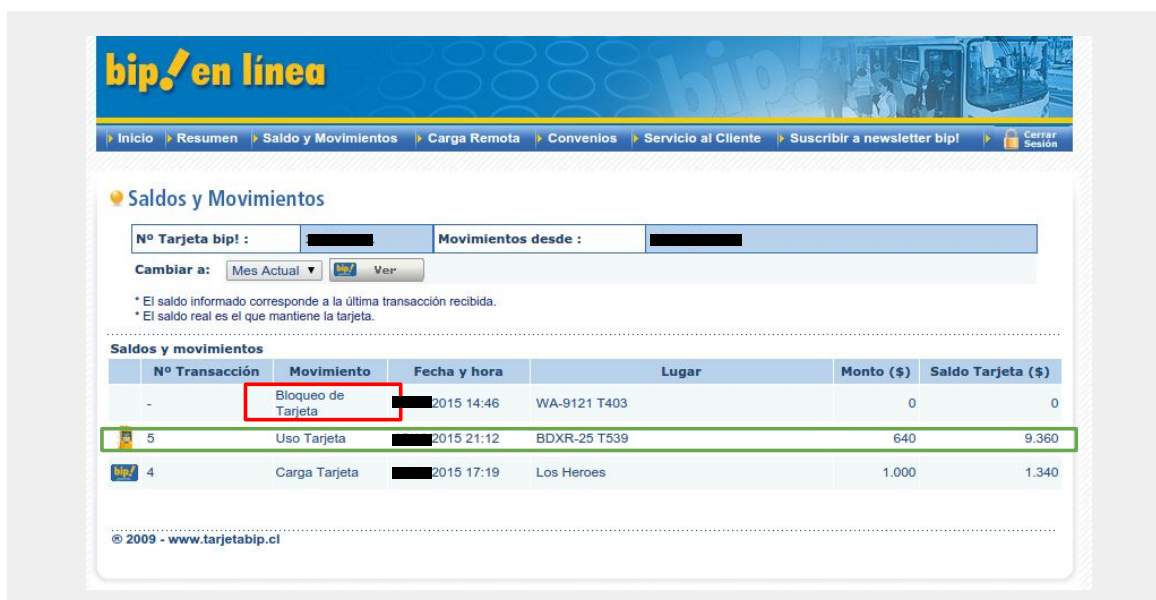 bip! en línea
Inicio Resumen Saldo y Movimientos Carga Remota Convenios Servicio al Cliente Suscribir a newsletter bip! Cerrar Sesión
Saldos y Movimientos
Nº Tarjeta bip! : Movimientos desde :
Cambiar a: Mes Actual bip! Ver
* El saldo informado corresponde a la última transacción recibida.
* El saldo real es el que mantiene la tarjeta.
Saldos y movimientos
Nº Transacción Movimiento Fecha y hora Lugar Monto ($) Saldo Tarjeta ($)
- Bloqueo de Tarjeta 2015 14:46 WA-9121 T403 0 0
5 Uso Tarjeta 2015 21:12 BDXR-25 T539 640 9.360
bip! 4 Carga Tarjeta 2015 17:19 Los Heroes 1.000 1.340
® 2009 - www.tarjetabip.cl